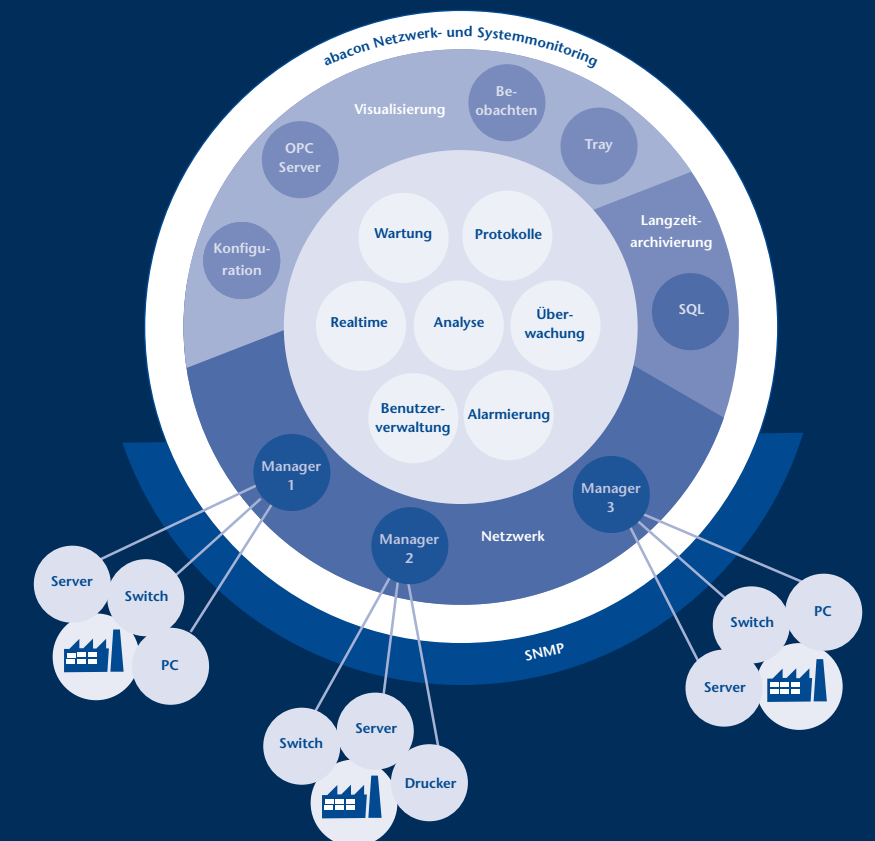 abacon Netzwerk- und Systemmonitoring
Visualisierung
Be-
obachten
Tray
OPC
Server
Konfigu-
ration
Langzeit-
archivierung
SQL
Wartung
Protokolle
Realtime
Analyse
Über-
wachung
Benutzer-
verwaltung
Alarmierung
Manager
1
Manager
2
Manager
3
Netzwerk
SNMP
Server
Switch
PC
Switch
Server
Drucker
Switch
PC
Server